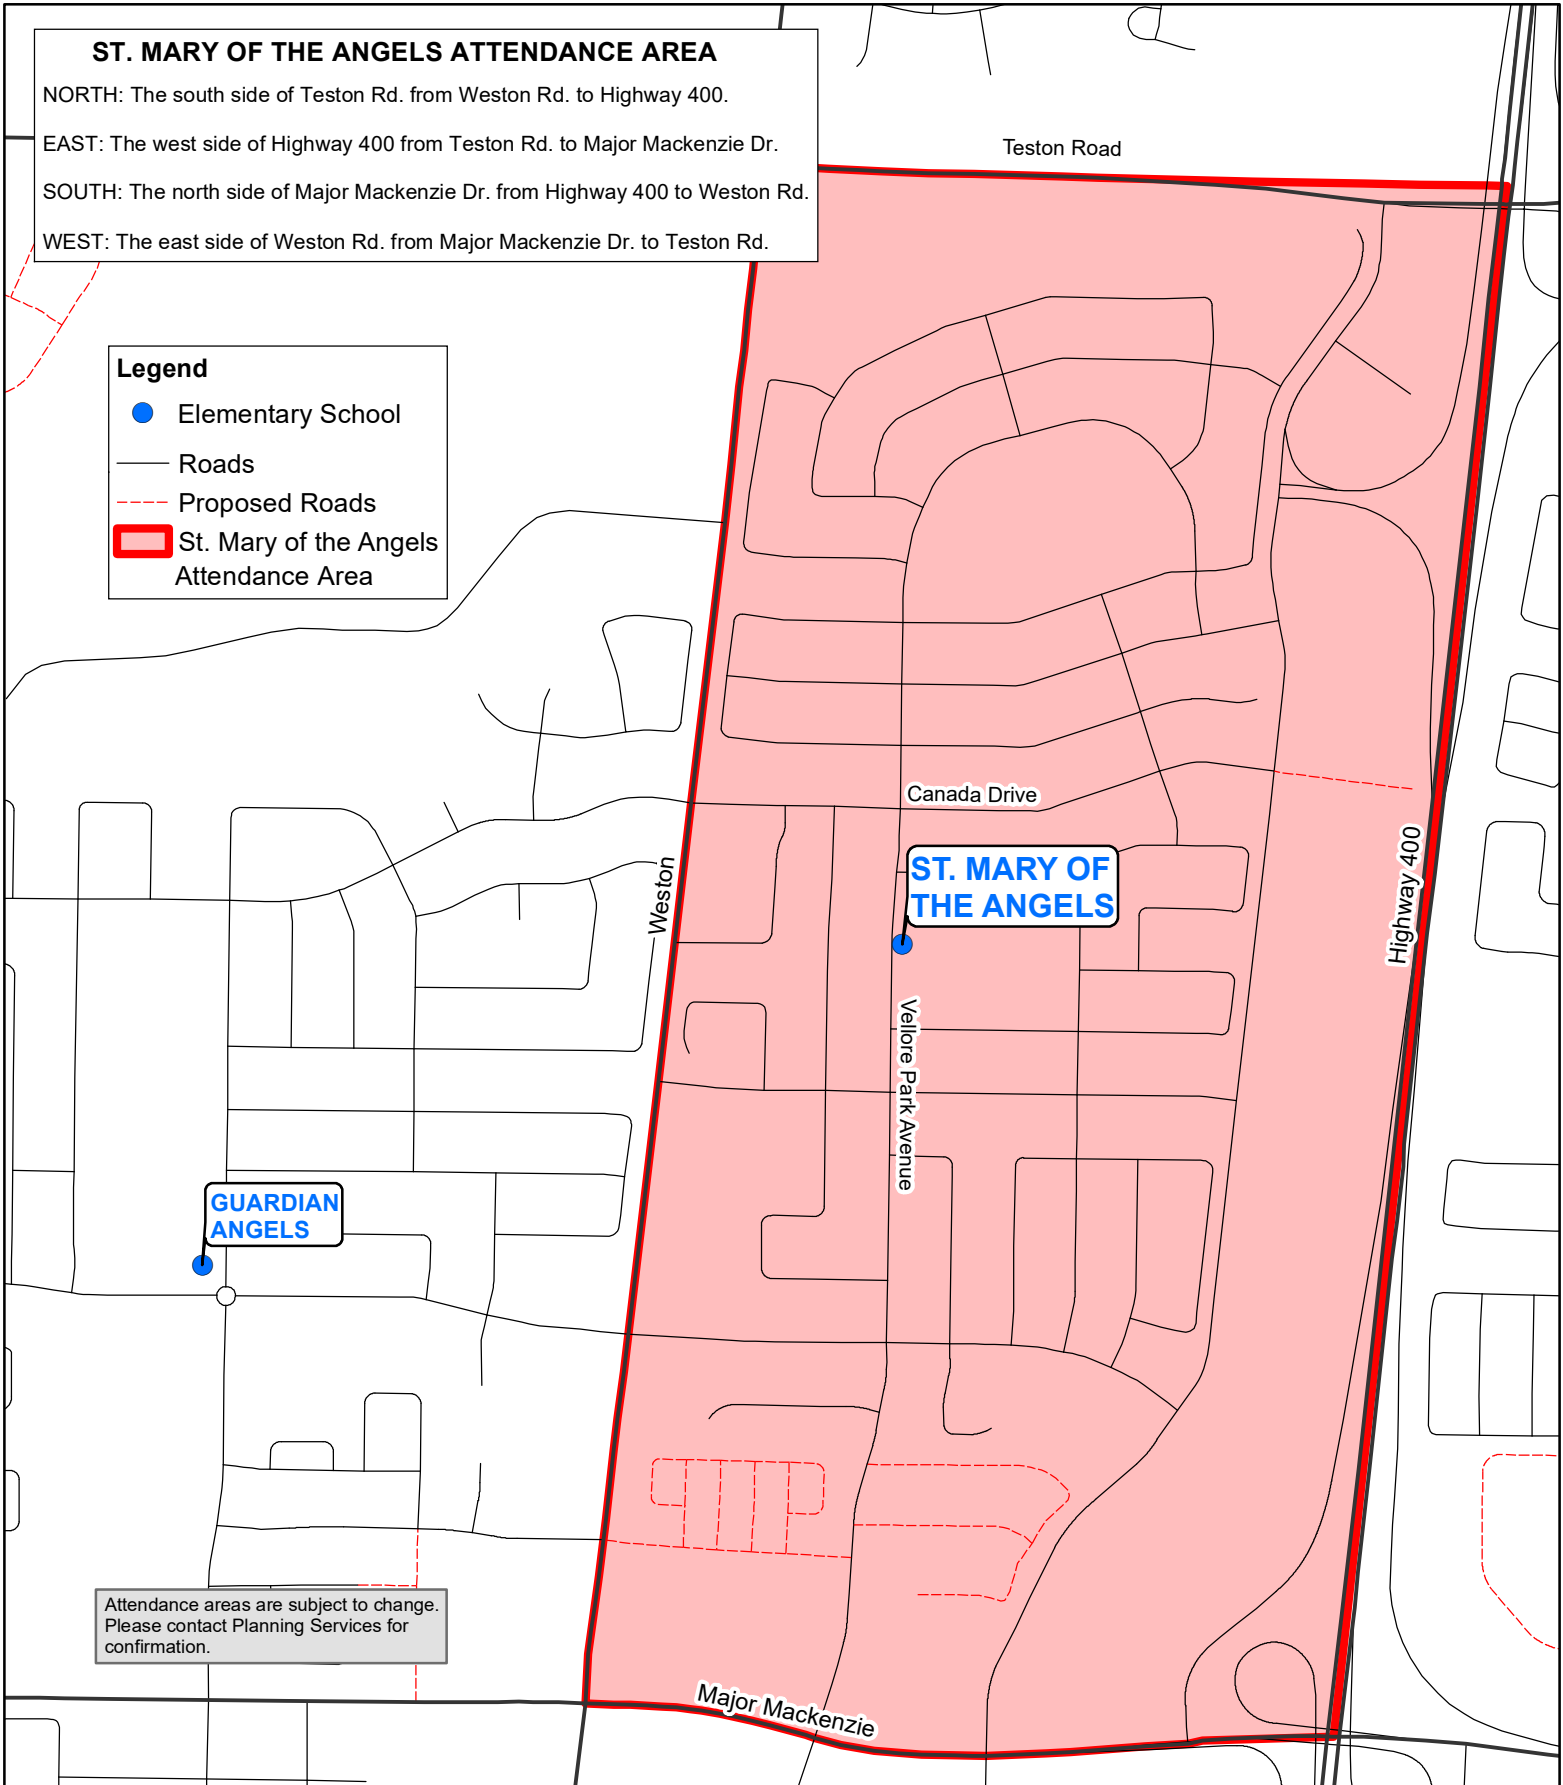 ST. MARY OF THE ANGELS ATTENDANCE AREA
NORTH: The south side of Teston Rd. from Weston Rd. to Highway 400.
EAST: The west side of Highway 400 from Teston Rd. to Major Mackenzie Dr.
SOUTH: The north side of Major Mackenzie Dr. from Highway 400 to Weston Rd.
WEST: The east side of Weston Rd. from Major Mackenzie Dr. to Teston Rd.
Teston Road
Legend
Elementary School
Roads
Proposed Roads
St. Mary of the Angels
Attendance Area
Canada Drive
Weston
ST. MARY OF
THE ANGELS
Highway 400
Vellore Park Avenue
GUARDIAN
ANGELS
Attendance areas are subject to change.
Please contact Planning Services for
confirmation.
Major Mackenzie